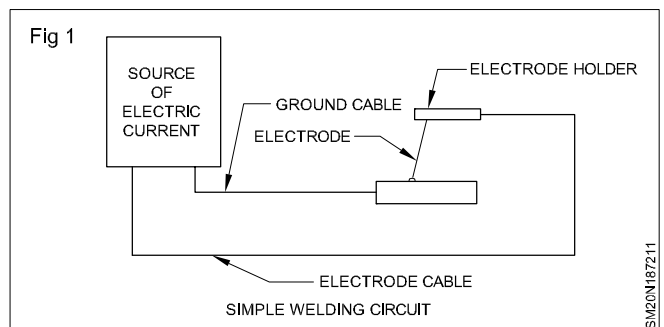 Fig 1
SOURCE
OF
ELECTRIC
CURRENT
ELECTRODE HOLDER
GROUND CABLE
ELECTRODE
ELECTRODE CABLE
SIMPLE WELDING CIRCUIT
SM20N187211